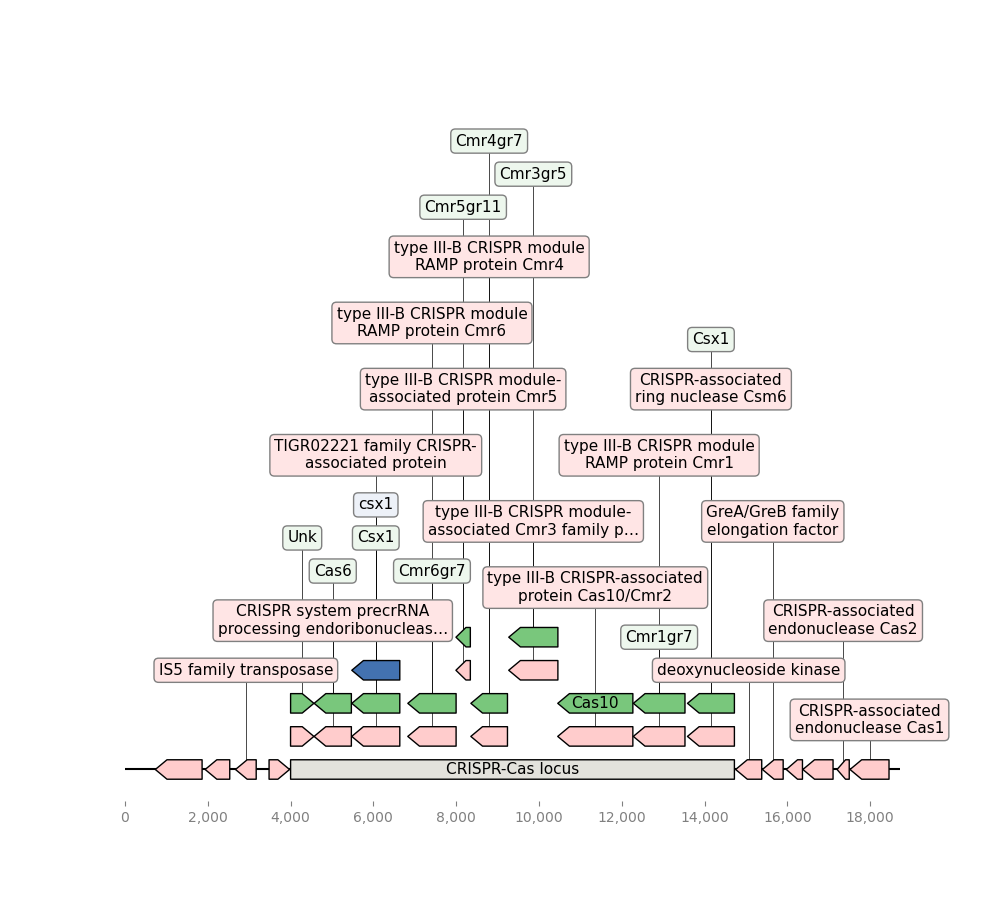 Cmr4gr7
Cmr3gr5
Cmr5gr11
type III-B CRISPR module
RAMP protein Cmr4
type III-B CRISPR module
RAMP protein Cmr6
Csx1
type III-B CRISPR module-
associated protein Cmr5
CRISPR-associated
ring nuclease Csm6
TIGR02221 family CRISPR-
associated protein
type III-B CRISPR module
RAMP protein Cmr1
csx1
type III-B CRISPR module-
associated Cmr3 family p…
GreA/GreB family
elongation factor
Unk
Csx1
Cas6
Cmr6gr7
type III-B CRISPR-associated
protein Cas10/Cmr2
CRISPR system precrRNA
processing endoribonucleas…
Cmr1gr7
CRISPR-associated
endonuclease Cas2
IS5 family transposase
deoxynucleoside kinase
Cas10
CRISPR-associated
endonuclease Cas1
CRISPR-Cas locus
0 2,000 4,000 6,000 8,000 10,000 12,000 14,000 16,000 18,000